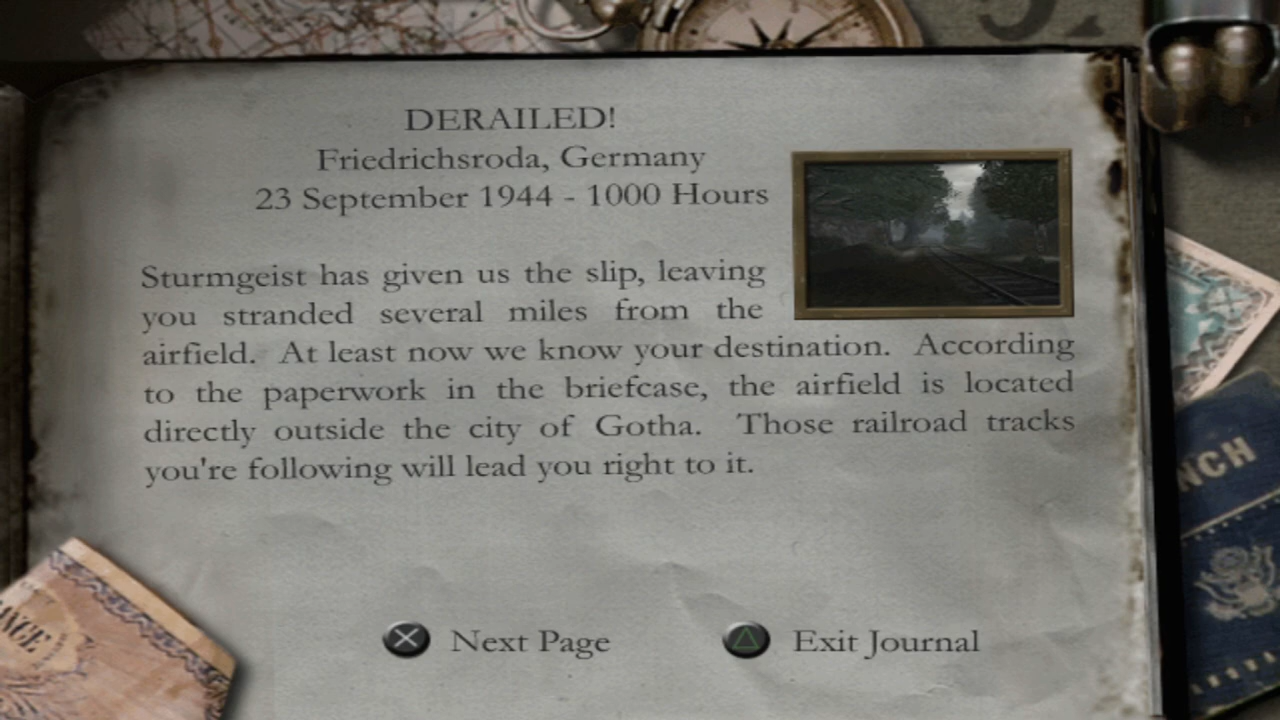 DERAILED!
Friedrichsroda, Germany
23 September 1944 - 1000 Hours
Sturmgeist has given us the slip, leaving
you stranded several miles from the
airfield. At least now we know your destination. According
to the paperwork in the briefcase, the airfield is located
directly outside the city of Gotha. Those railroad tracks
you're following will lead you right to it.
Next Page
Exit Journal
NCH